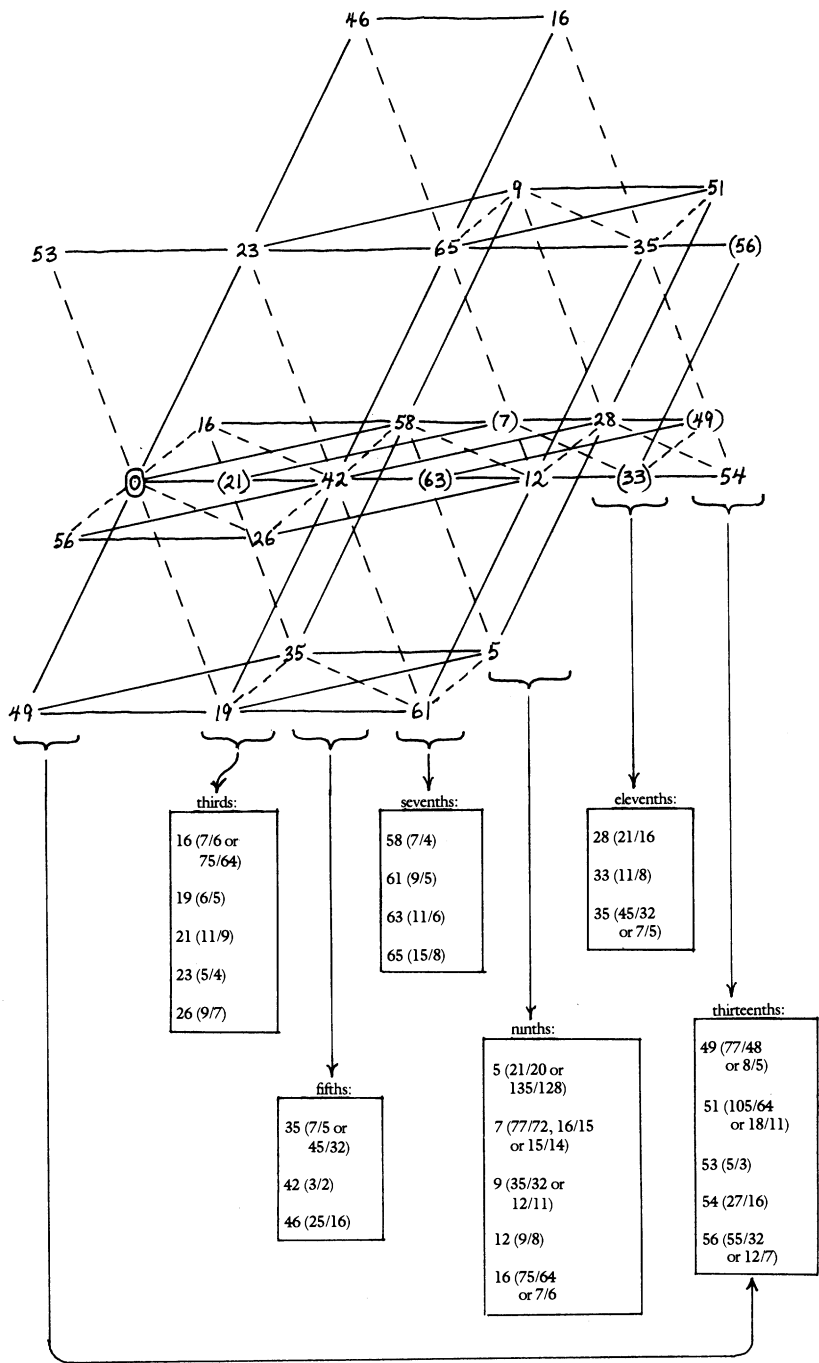 46 16
9 51
53 23 65 35 (56)
16 58 (7) 28 (49)
0 (21) 42 (63) 12 (33) 54
56 26
35 5
49 19 61
thirds:
16 (7/6 or
75/64)
19 (6/5)
21 (11/9)
23 (5/4)
26 (9/7)
fifths:
35 (7/5 or
45/32)
42 (3/2)
46 (25/16)
sevenths:
58 (7/4)
61 (9/5)
63 (11/6)
65 (15/8)
ninths:
5 (21/20 or
135/128)
7 (77/72, 16/15
or 15/14)
9 (35/32 or
12/11)
12 (9/8)
16 (75/64
or 7/6
elevenths:
28 (21/16
33 (11/8)
35 (45/32
or 7/5)
thirteenths:
49 (77/48
or 8/5)
51 (105/64
or 18/11)
53 (5/3)
54 (27/16)
56 (55/32
or 12/7)